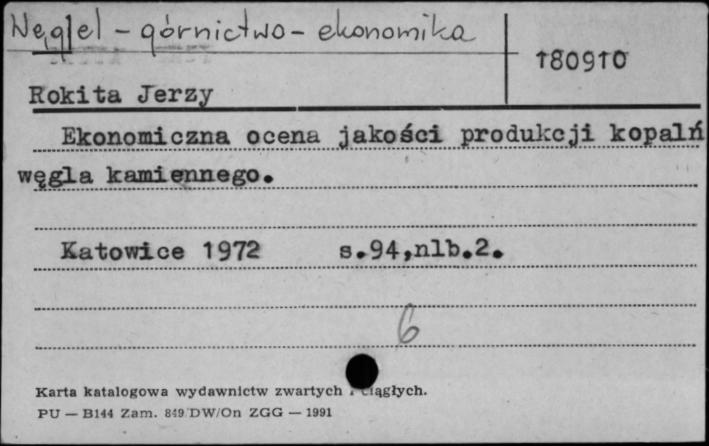 Węgiel - górnictwo - ekonomika
180910
Rokita Jerzy
Ekonomiczna ocena jakości produkcji kopalń
węgla kamiennego.
Katowice 1972 s.94,nlb.2.
6
Karta katalogowa wydawnictw zwartych i ciągłych.
PU — B144 Zam. 849/DW/On ZGG — 1991